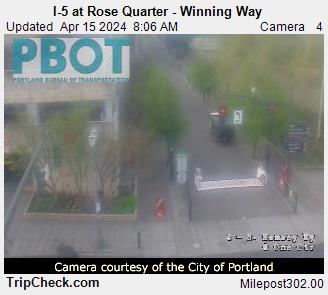 I-5 at Rose Quarter - Winning Way
Updated Apr 15 2024 8:06 AM Camera 4
PBOT
PORTLAND BUREAU OF TRANSPORTATION
Camera courtesy of the City of Portland
TripCheck.com Milepost302.00